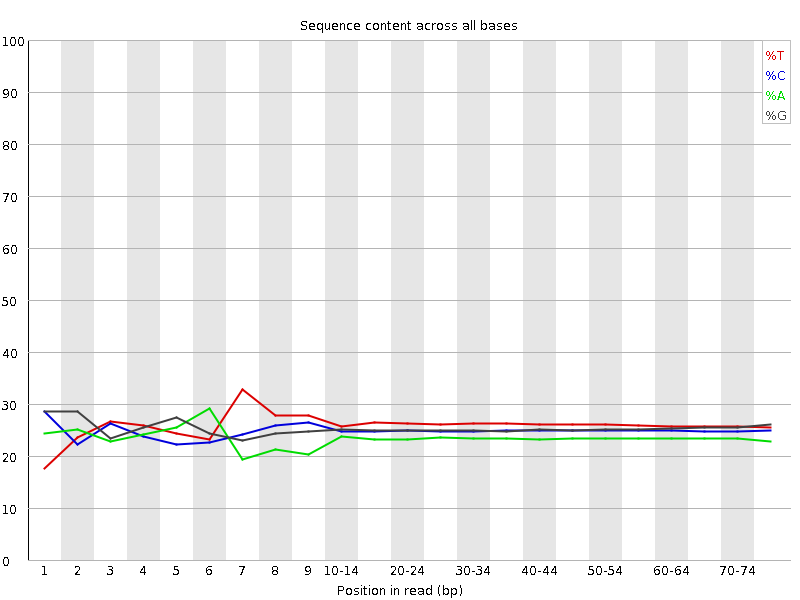 Sequence content across all bases
100
90
80
70
60
50
40
30
20
10
0
%T
%C
%A
%G
1 2 3 4 5 6 7 8 9 10-14 20-24 30-34 40-44 50-54 60-64 70-74
Position in read (bp)